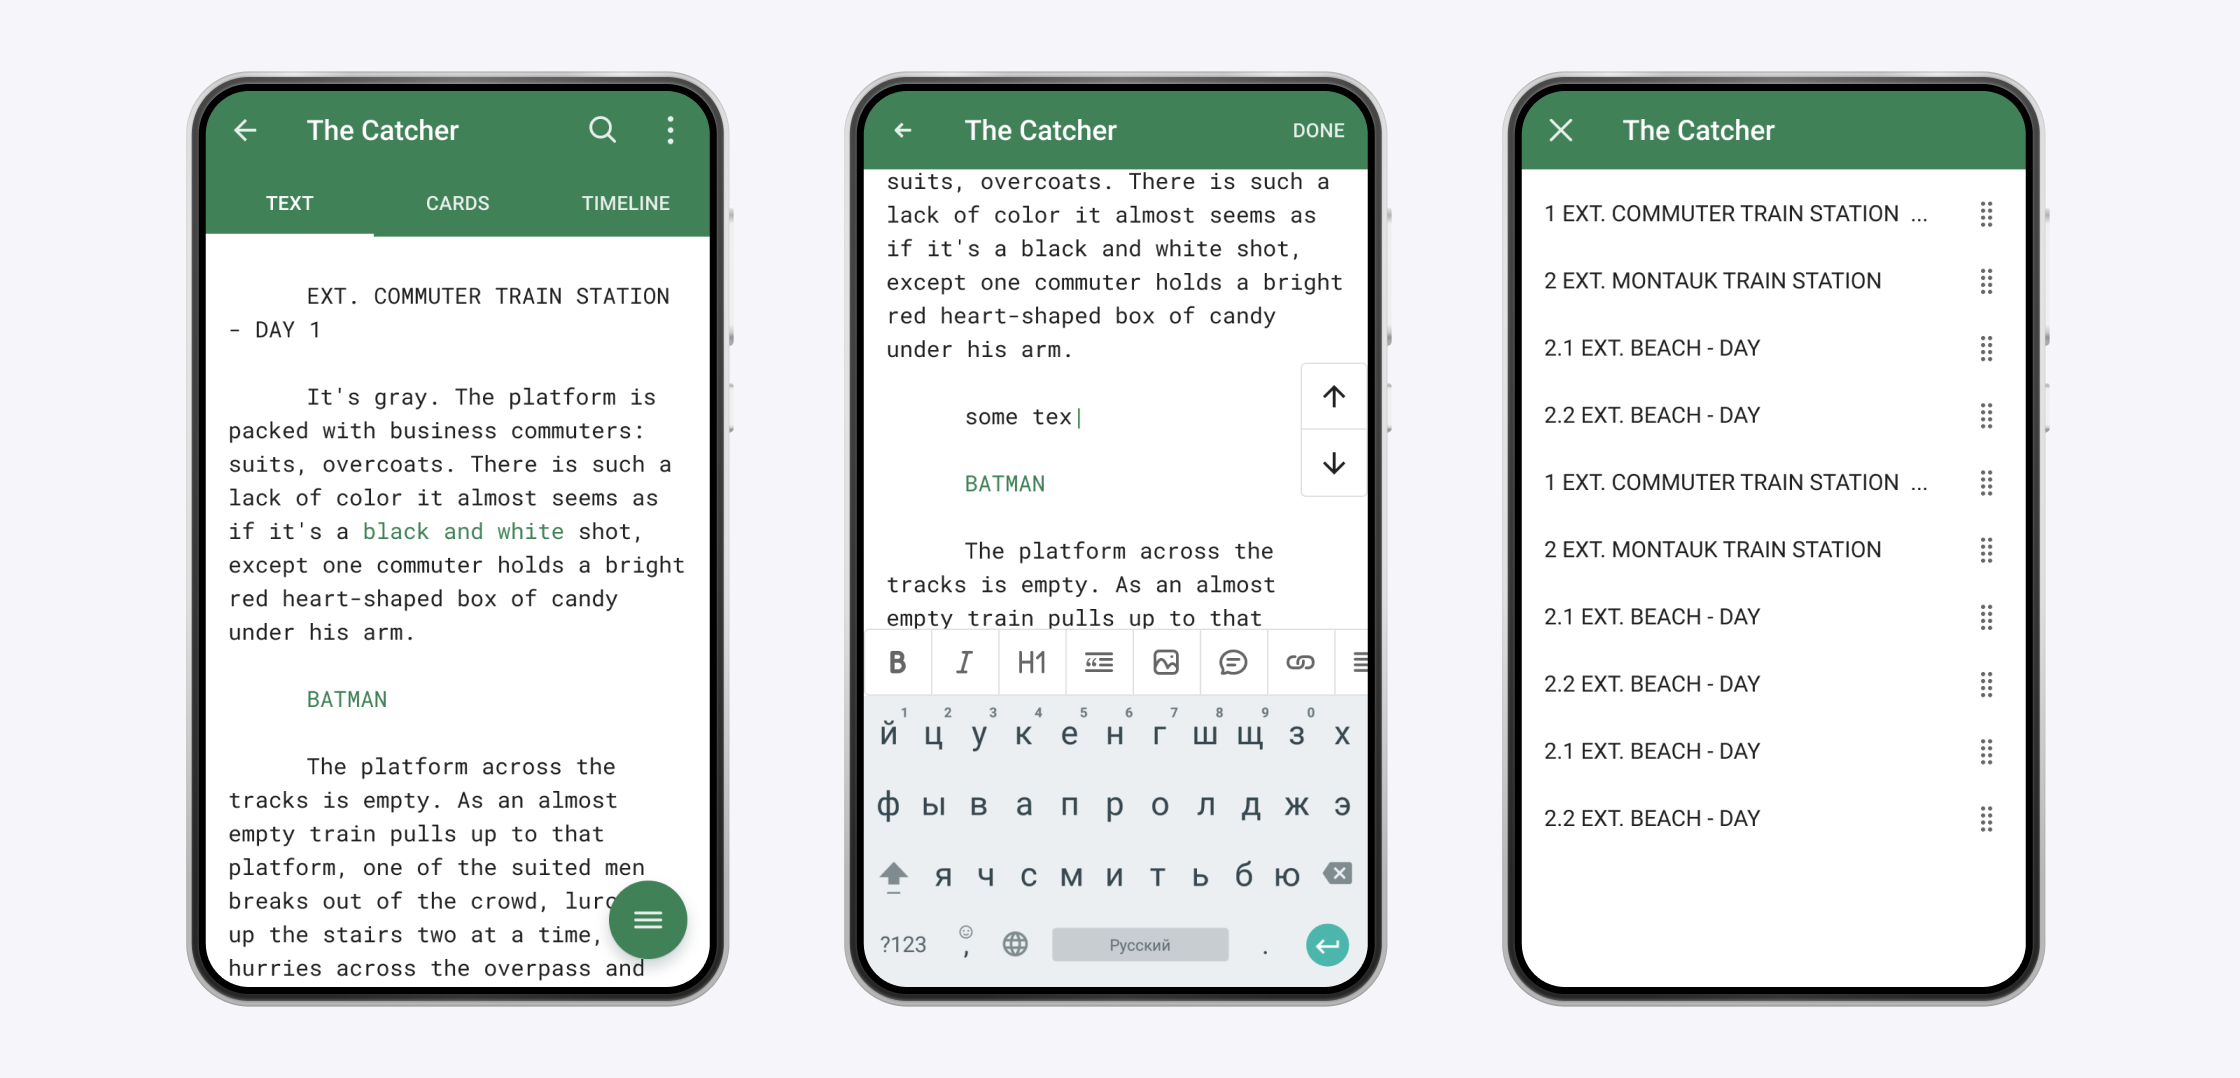 The Catcher
TEXT CARDS TIMELINE
EXT. COMMUTER TRAIN STATION
- DAY 1
It's gray. The platform is
packed with business commuters:
suits, overcoats. There is such a
lack of color it almost seems as
if it's a black and white shot,
except one commuter holds a bright
red heart-shaped box of candy
under his arm.
BATMAN
The platform across the
tracks is empty. As an almost
empty train pulls up to that
platform, one of the suited men
breaks out of the crowd,
up the stairs two at a time,
hurries across the overpass and
The Catcher DONE
suits, overcoats. There is such a
lack of color it almost seems as
if it's a black and white shot,
except one commuter holds a bright
red heart-shaped box of candy
under his arm.
some tex
BATMAN
The platform across the
tracks is empty. As an almost
empty train pulls up to that
B I H1
1 2 3 4 5 6 7 8 9 0
й ц у к е н г ш щ з х
ф ы в а п р о л д ж э
я ч с м и т ь б ю
?123 , Русский .
The Catcher
1 EXT. COMMUTER TRAIN STATION ...
2 EXT. MONTAUK TRAIN STATION
2.1 EXT. BEACH - DAY
2.2 EXT. BEACH - DAY
1 EXT. COMMUTER TRAIN STATION ...
2 EXT. MONTAUK TRAIN STATION
2.1 EXT. BEACH - DAY
2.2 EXT. BEACH - DAY
2.1 EXT. BEACH - DAY
2.2 EXT. BEACH - DAY